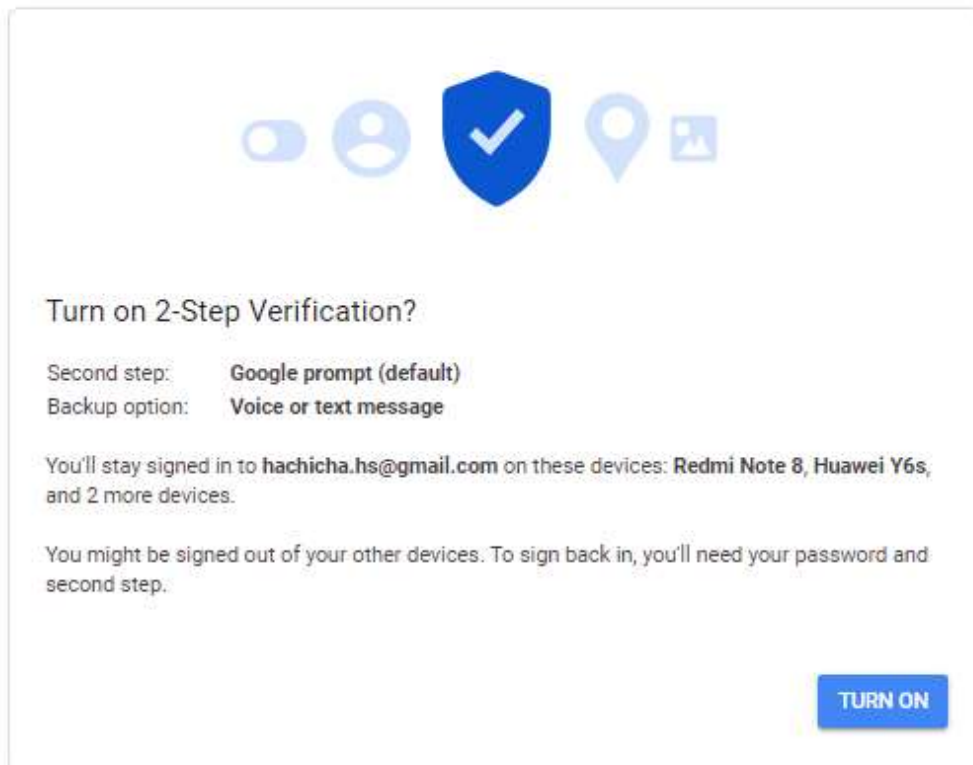 Turn on 2-Step Verification?
Second step: Google prompt (default)
Backup option: Voice or text message
You'll stay signed in to hachicha.hs@gmail.com on these devices: Redmi Note 8, Huawei Y6s,
and 2 more devices.
You might be signed out of your other devices. To sign back in, you'll need your password and
second step.
TURN ON